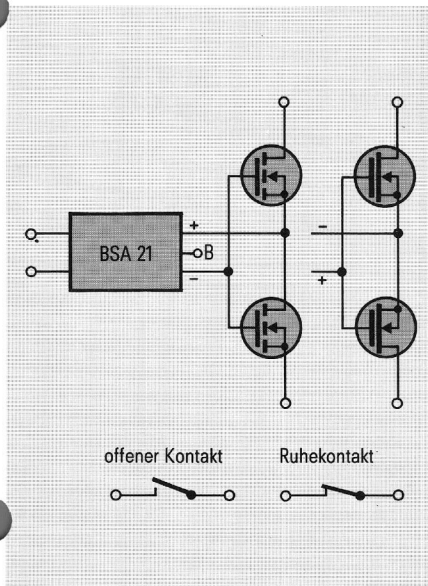 +
BSA 21
B
−
−
+
offener Kontakt
Ruhekontakt